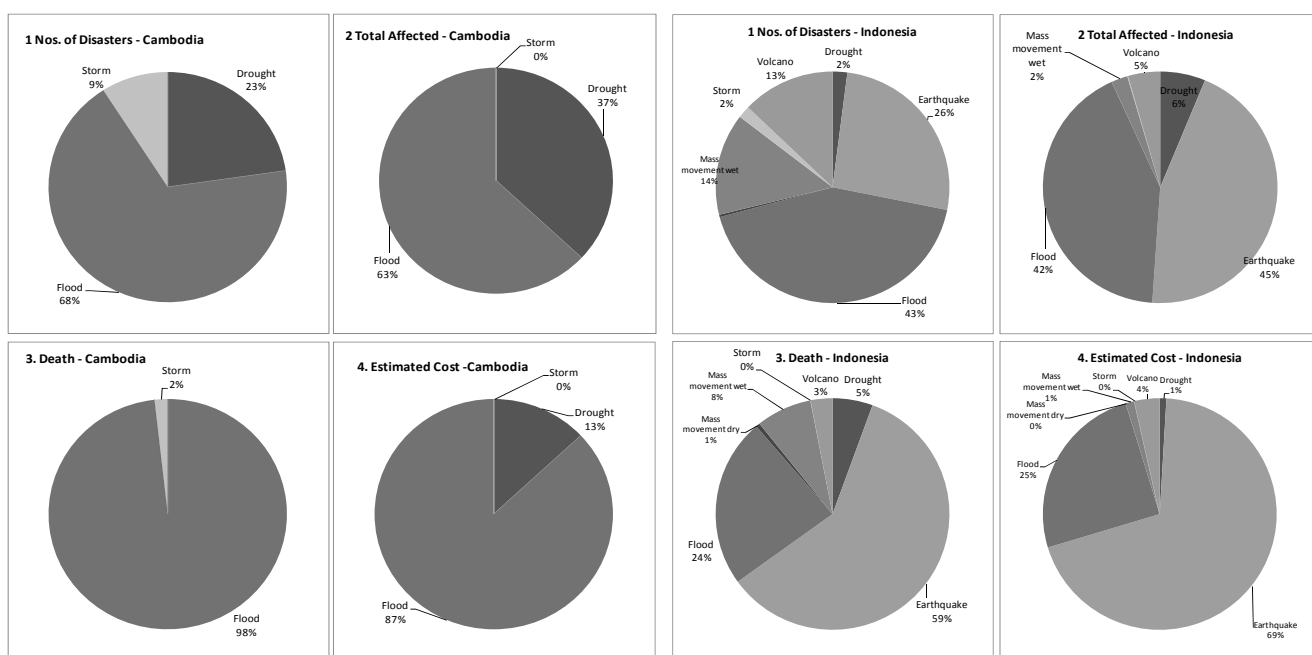 1 Nos. of Disasters - Cambodia
Storm
9%
Drought
23%
Flood
68%
2 Total Affected - Cambodia
Storm
0%
Drought
37%
Flood
63%
1 Nos. of Disasters - Indonesia
Drought
2%
Volcano
13%
Storm
2%
Earthquake
26%
Mass
movement wet
14%
Flood
43%
2 Total Affected - Indonesia
Mass
movement
wet
2%
Volcano
5%
Drought
6%
Flood
42%
Earthquake
45%
3. Death - Cambodia
Storm
2%
Flood
98%
4. Estimated Cost -Cambodia
Storm
0%
Drought
13%
Flood
87%
3. Death - Indonesia
Storm
0%
Volcano
3%
Drought
5%
Mass
movement wet
8%
Mass
movement dry
1%
Flood
24%
Earthquake
59%
4. Estimated Cost - Indonesia
Mass
movement wet
1%
Storm
0%
Volcano
4%
Drought
1%
Mass
movement dry
0%
Flood
25%
Earthquake
69%